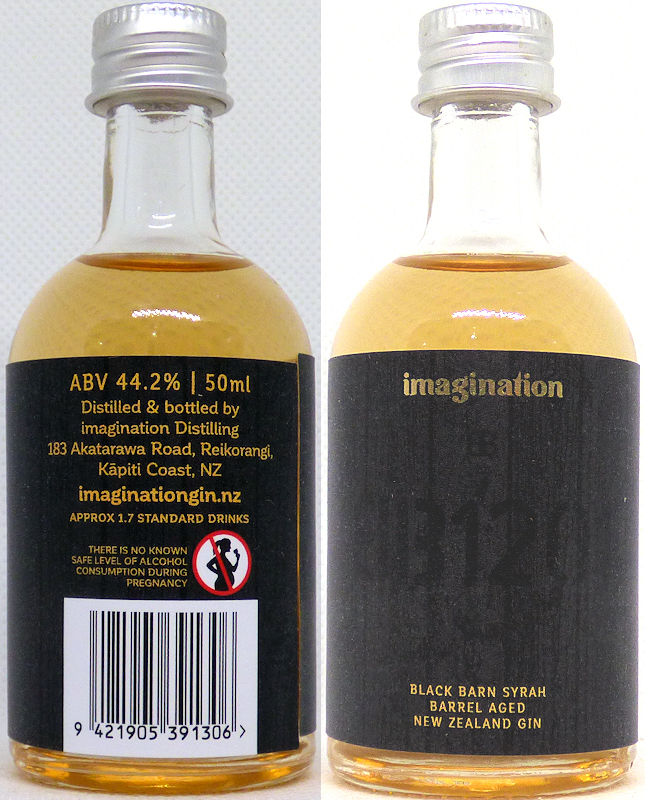 ABV 44.2% | 50ml
Distilled & bottled by
imagination Distilling
183 Akatarawa Road, Reikorangi,
Kāpiti Coast, NZ
imaginationgin.nz
APPROX 1.7 STANDARD DRINKS
THERE IS NO KNOWN
SAFE LEVEL OF ALCOHOL
CONSUMPTION DURING
PREGNANCY
9 421905 391306 >
imagination
BLACK BARN SYRAH
BARREL AGED
NEW ZEALAND GIN